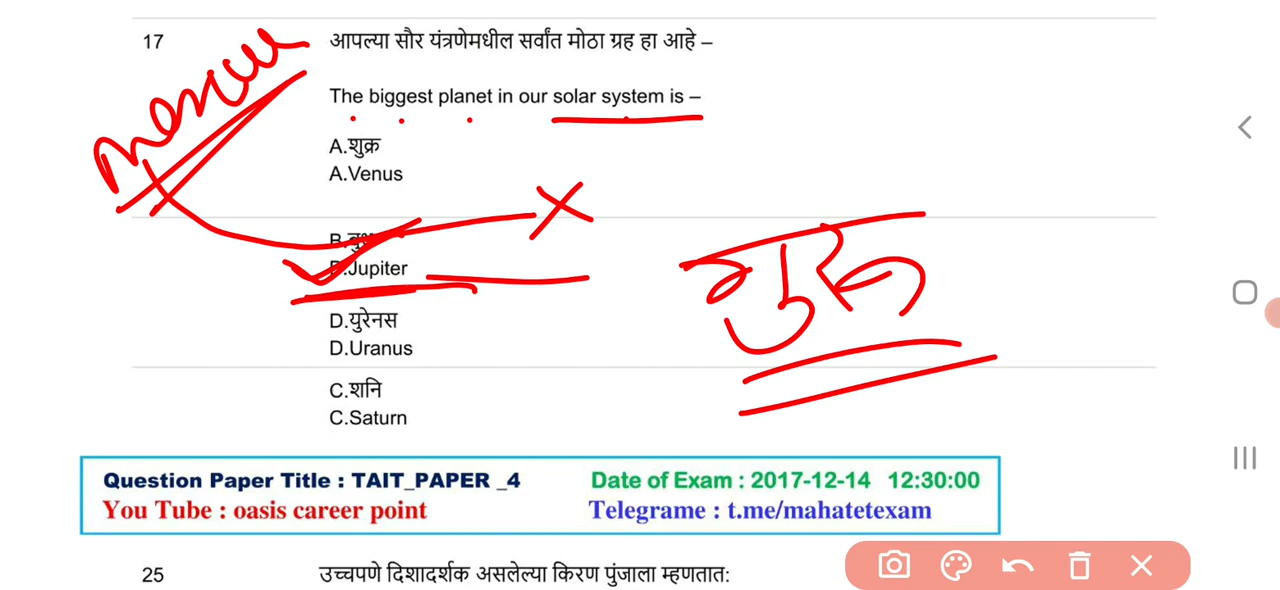 17 आपल्या सौर यंत्रणेमधील सर्वांत मोठा ग्रह हा आहे –
The biggest planet in our solar system is –
A.शुक्र
A.Venus
B.
B.Jupiter
D.युरेनस
D.Uranus
C.शनि
C.Saturn
Question Paper Title : TAIT_PAPER _4 Date of Exam : 2017-12-14 12:30:00
You Tube : oasis career point Telegrame : t.me/mahatetexam
25 उच्चपणे दिशादर्शक असलेल्या किरण पुंजाला म्हणतात: